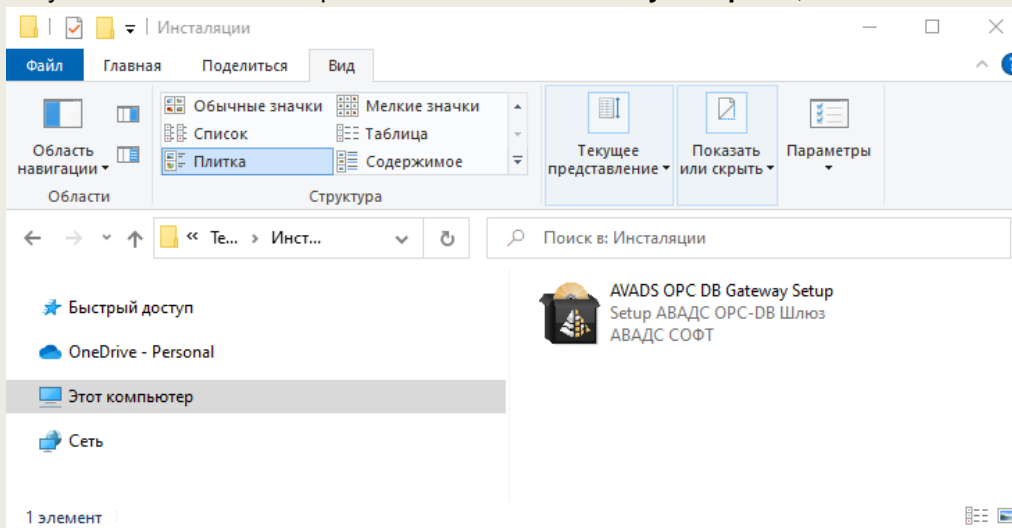 Инсталяции
Файл Главная Поделиться Вид
Обычные значки Мелкие значки
Список Таблица
Плитка Содержимое
Область навигации
Текущее представление
Показать или скрыть
Параметры
Области Структура
« Те... › Инст...
Поиск в: Инсталяции
Быстрый доступ
OneDrive - Personal
Этот компьютер
Сеть
AVADS OPC DB Gateway Setup
Setup АВАДС OPC-DB Шлюз
АВАДС СОФТ
1 элемент